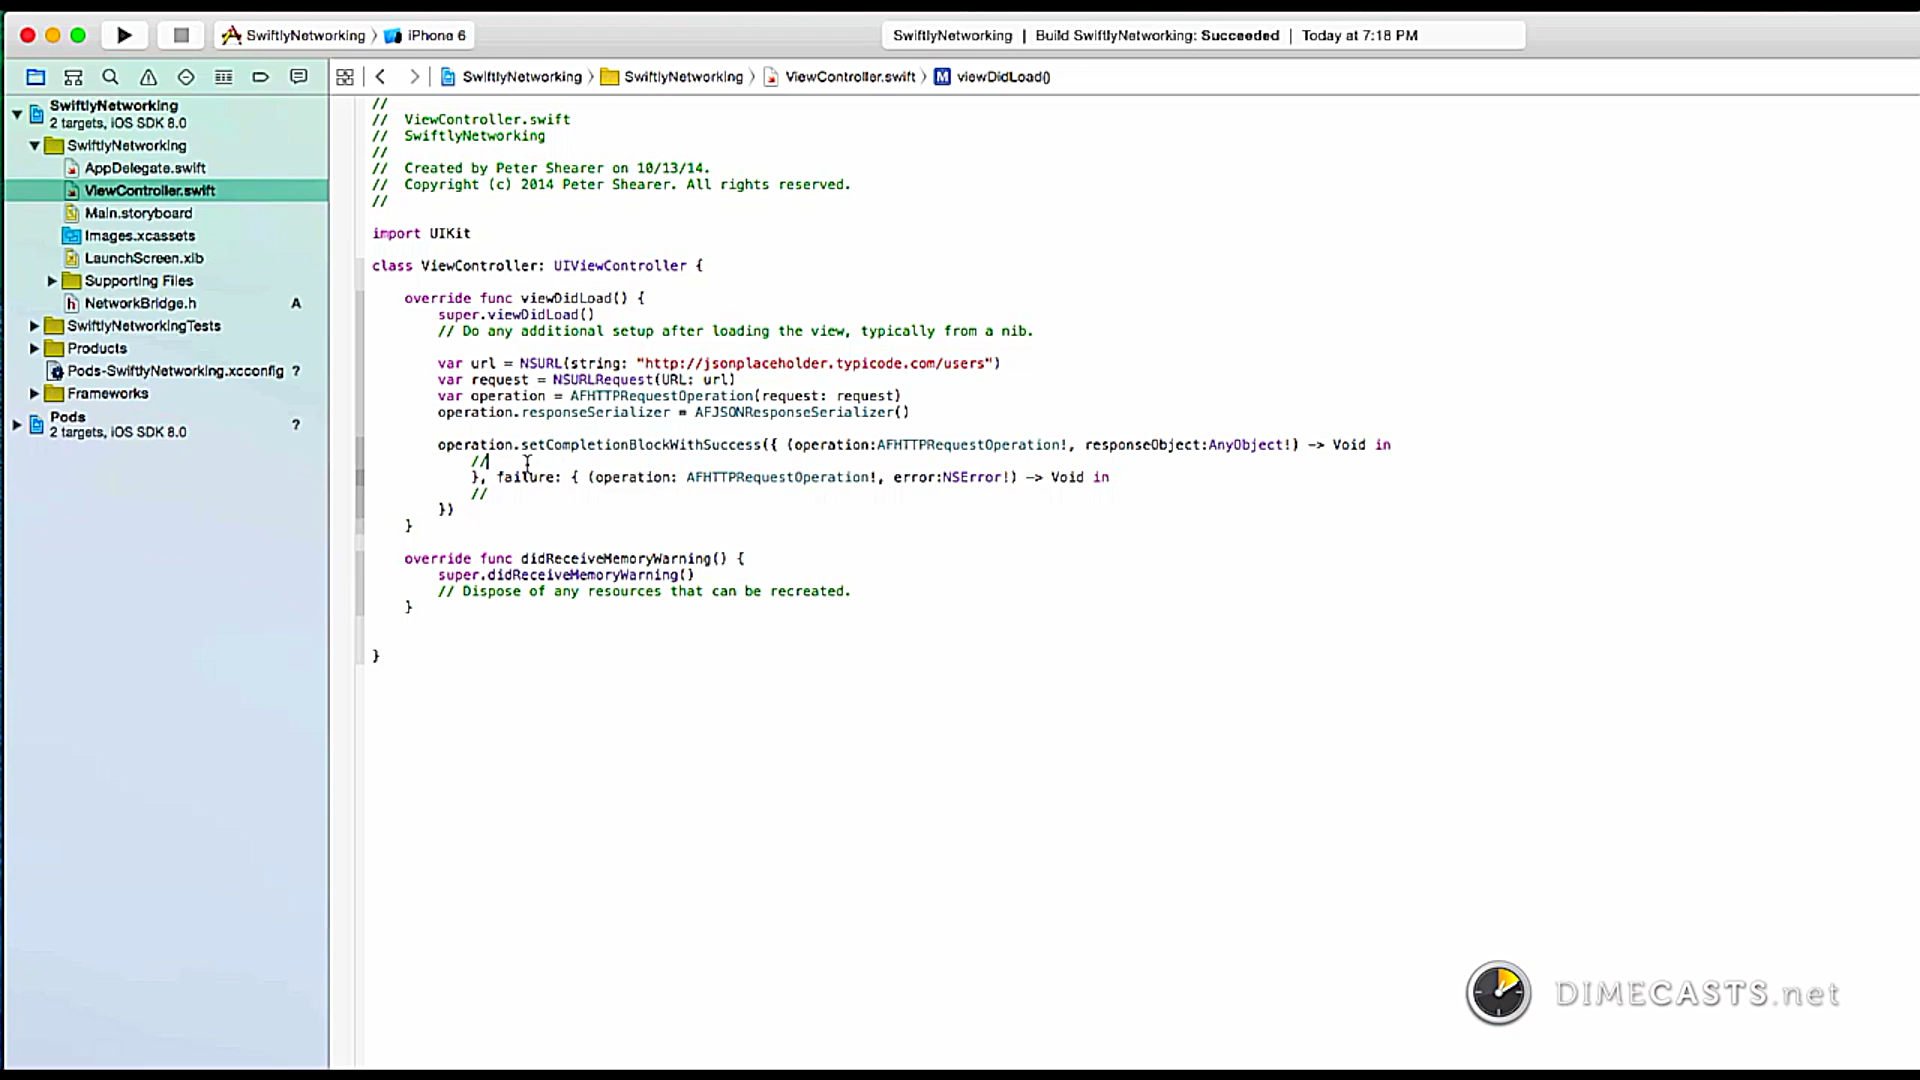 SwiftlyNetworking 〉 iPhone 6
SwiftlyNetworking | Build SwiftlyNetworking: Succeeded | Today at 7:18 PM
SwiftlyNetworking 〉 SwiftlyNetworking 〉 ViewController.swift 〉 M viewDidLoad()
SwiftlyNetworking
2 targets, iOS SDK 8.0
SwiftlyNetworking
AppDelegate.swift
ViewController.swift
Main.storyboard
Images.xcassets
LaunchScreen.xib
Supporting Files
h NetworkBridge.h A
SwiftlyNetworkingTests
Products
Pods-SwiftlyNetworking.xcconfig ?
Frameworks
Pods
2 targets, iOS SDK 8.0 ?
//
//  ViewController.swift
//  SwiftlyNetworking
//
//  Created by Peter Shearer on 10/13/14.
//  Copyright (c) 2014 Peter Shearer. All rights reserved.
//
import UIKit
class ViewController: UIViewController {
    override func viewDidLoad() {
        super.viewDidLoad()
        // Do any additional setup after loading the view, typically from a nib.
        var url = NSURL(string: "http://jsonplaceholder.typicode.com/users")
        var request = NSURLRequest(URL: url)
        var operation = AFHTTPRequestOperation(request: request)
        operation.responseSerializer = AFJSONResponseSerializer()
        operation.setCompletionBlockWithSuccess({ (operation:AFHTTPRequestOperation!, responseObject:AnyObject!) -> Void in
            //
            }, failure: { (operation: AFHTTPRequestOperation!, error:NSError!) -> Void in
            //
        })
    }
    override func didReceiveMemoryWarning() {
        super.didReceiveMemoryWarning()
        // Dispose of any resources that can be recreated.
    }
}
DIMECASTS.net